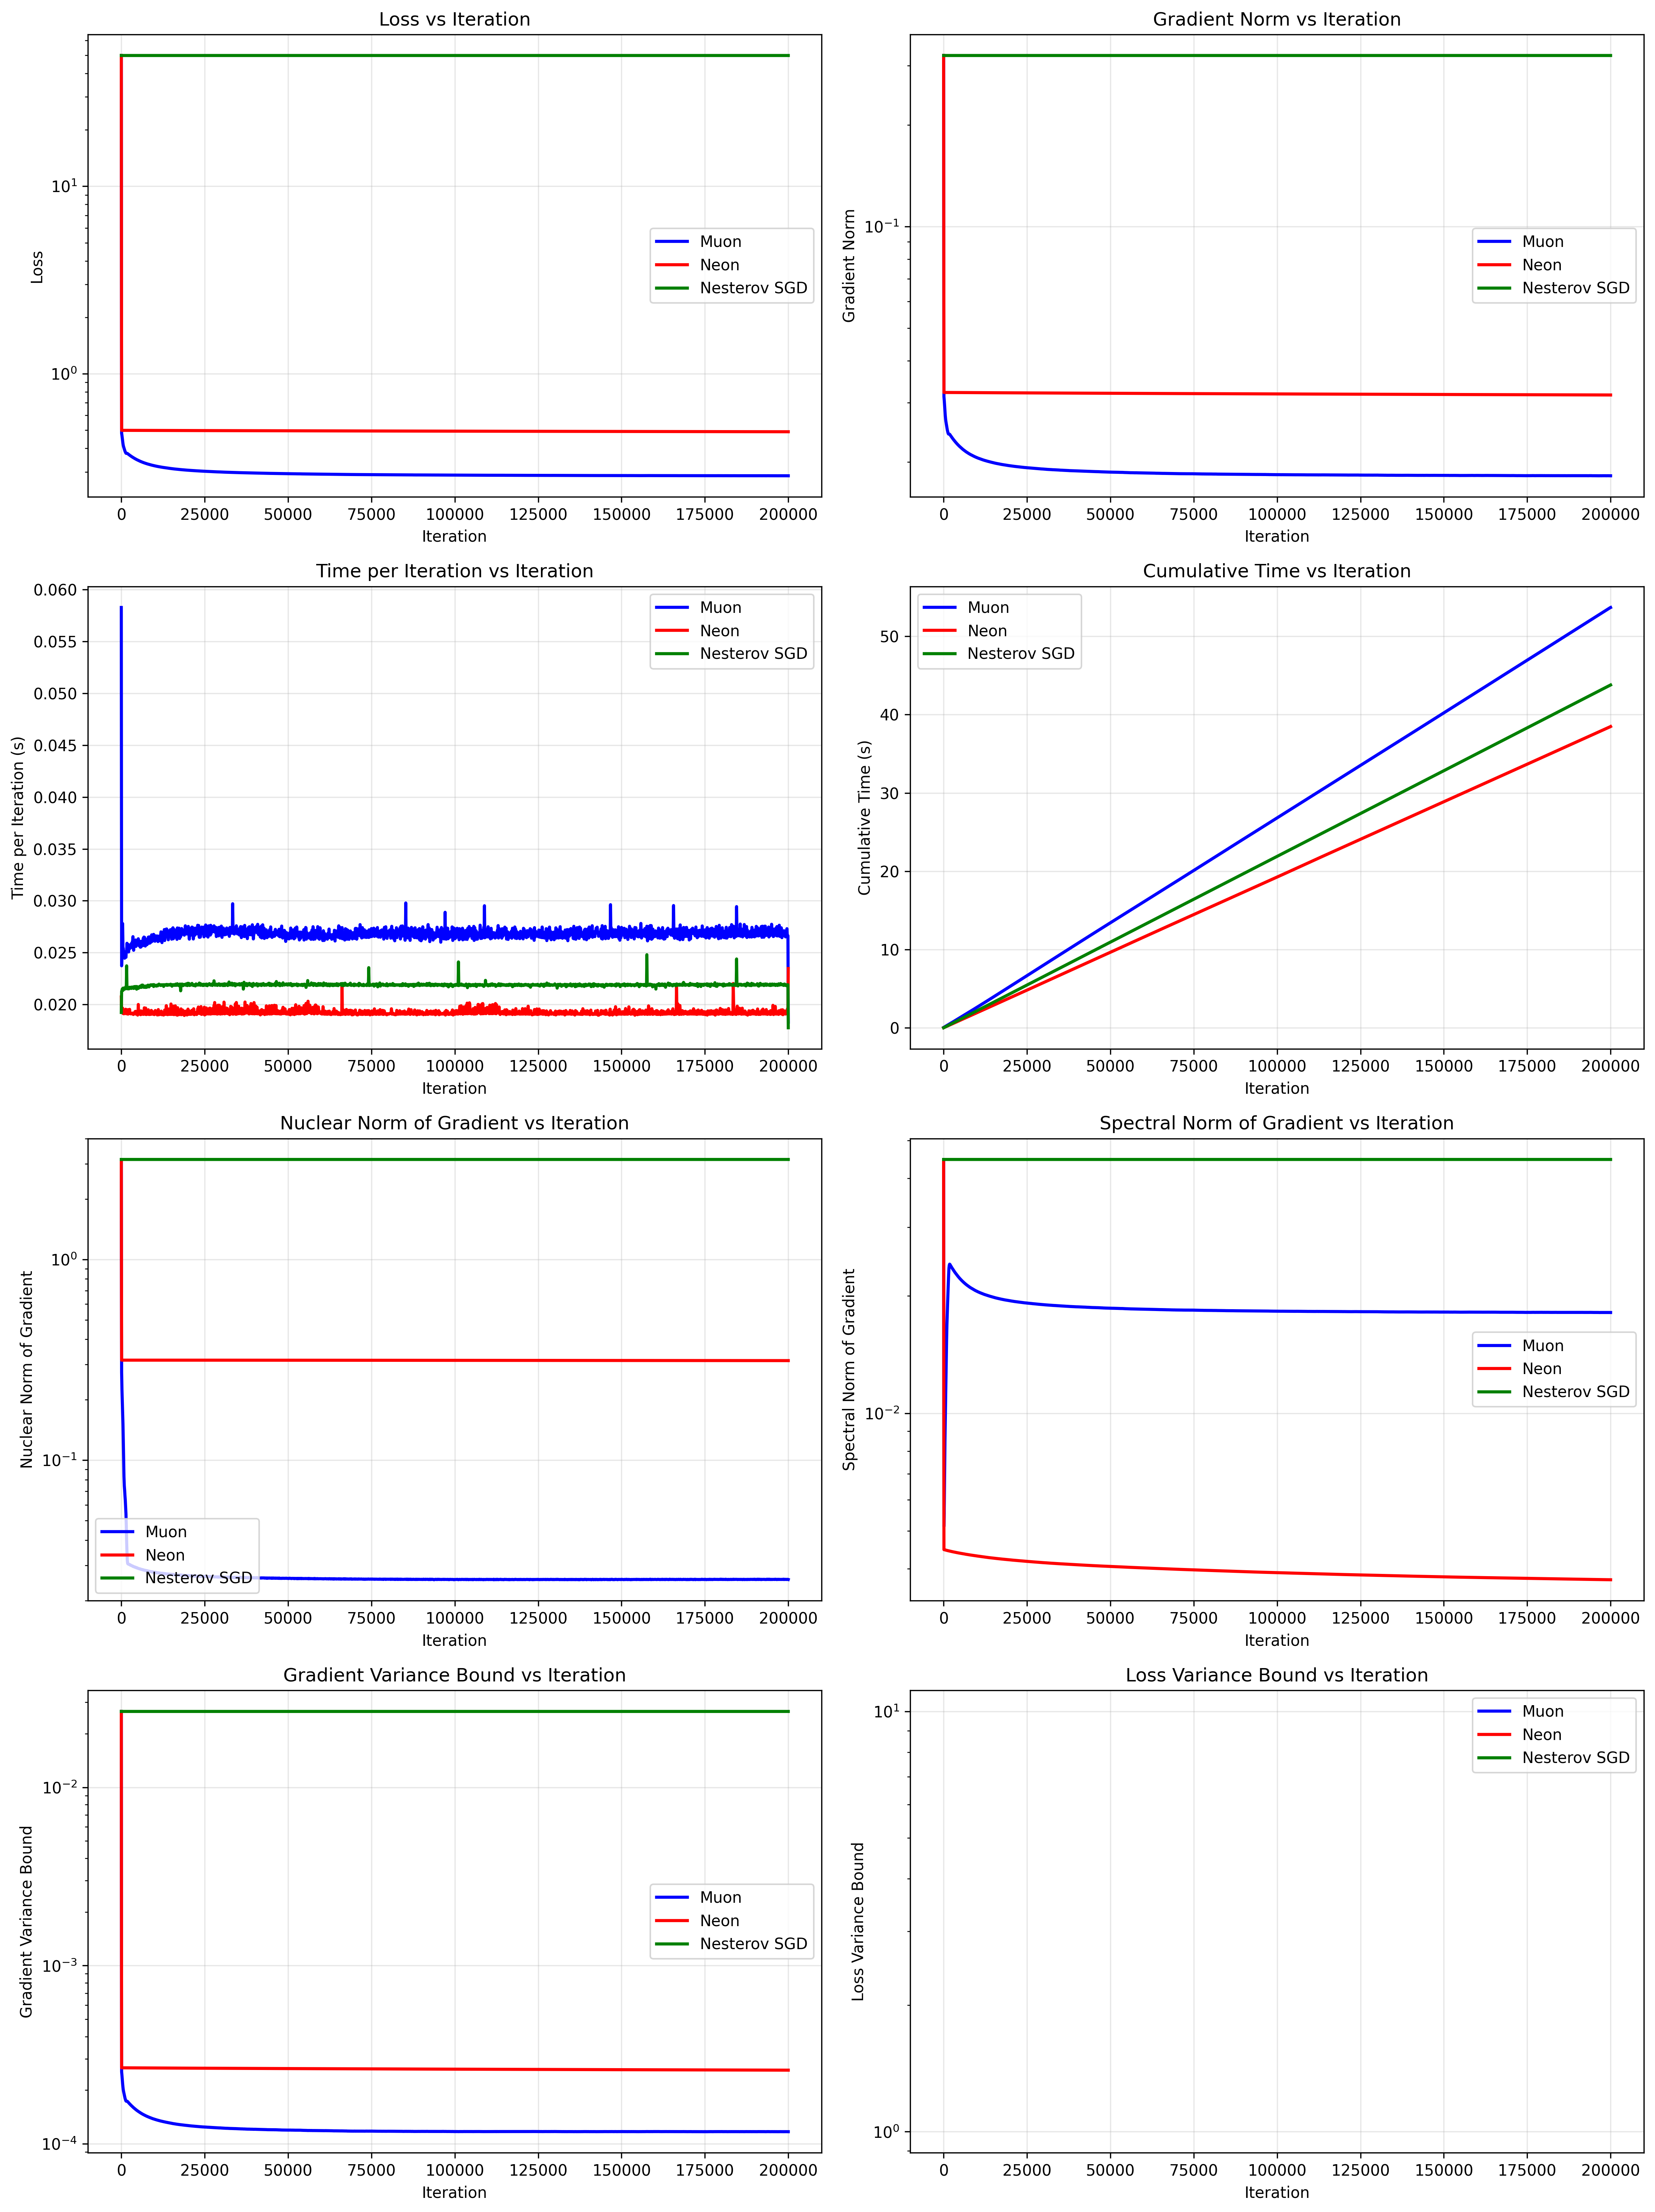 Loss vs Iteration
Loss
10¹
10⁰
Muon
Neon
Nesterov SGD
0 25000 50000 75000 100000 125000 150000 175000 200000
Iteration
Gradient Norm vs Iteration
Gradient Norm
10⁻¹
Muon
Neon
Nesterov SGD
0 25000 50000 75000 100000 125000 150000 175000 200000
Iteration
Time per Iteration vs Iteration
Time per Iteration (s)
0.060
0.055
0.050
0.045
0.040
0.035
0.030
0.025
0.020
Muon
Neon
Nesterov SGD
0 25000 50000 75000 100000 125000 150000 175000 200000
Iteration
Cumulative Time vs Iteration
Cumulative Time (s)
50
40
30
20
10
0
Muon
Neon
Nesterov SGD
0 25000 50000 75000 100000 125000 150000 175000 200000
Iteration
Nuclear Norm of Gradient vs Iteration
Nuclear Norm of Gradient
10⁰
10⁻¹
Muon
Neon
Nesterov SGD
0 25000 50000 75000 100000 125000 150000 175000 200000
Iteration
Spectral Norm of Gradient vs Iteration
Spectral Norm of Gradient
10⁻²
Muon
Neon
Nesterov SGD
0 25000 50000 75000 100000 125000 150000 175000 200000
Iteration
Gradient Variance Bound vs Iteration
Gradient Variance Bound
10⁻²
10⁻³
10⁻⁴
Muon
Neon
Nesterov SGD
0 25000 50000 75000 100000 125000 150000 175000 200000
Iteration
Loss Variance Bound vs Iteration
Loss Variance Bound
10¹
10⁰
Muon
Neon
Nesterov SGD
0 25000 50000 75000 100000 125000 150000 175000 200000
Iteration